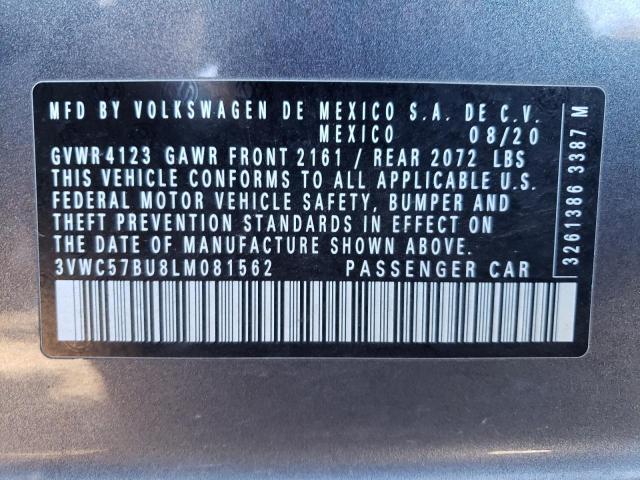 MFD BY VOLKSWAGEN DE MEXICO S.A. DE C.V.
MEXICO 08/20
GVWR 4123 GAWR FRONT 2161 / REAR 2072 LBS
THIS VEHICLE CONFORMS TO ALL APPLICABLE U.S.
FEDERAL MOTOR VEHICLE SAFETY, BUMPER AND
THEFT PREVENTION STANDARDS IN EFFECT ON
THE DATE OF MANUFACTURE SHOWN ABOVE.
3VWC57BU8LM081562 PASSENGER CAR
3261386 3387 M